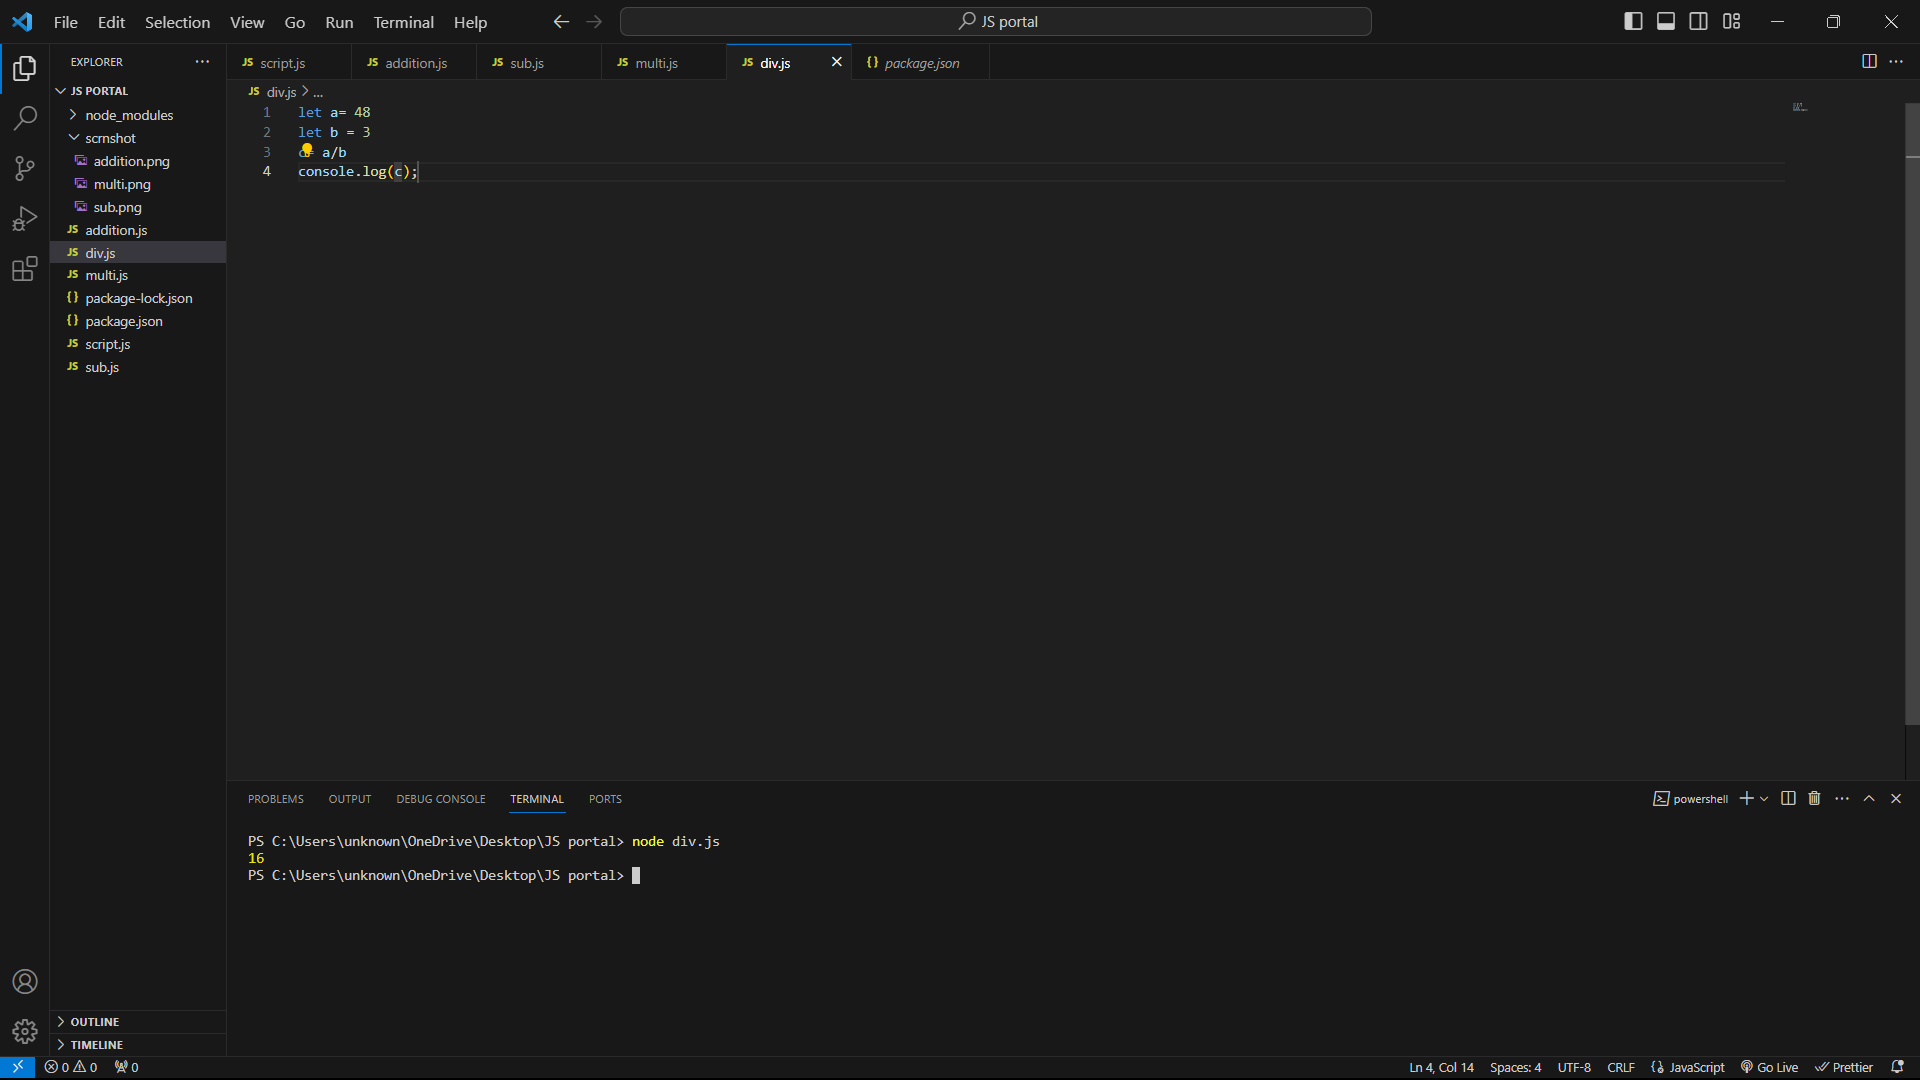 File Edit Selection View Go Run Terminal Help
JS portal
EXPLORER
JS script.js
JS addition.js
JS sub.js
JS multi.js
JS div.js
{} package.json
JS PORTAL
node_modules
scrnshot
addition.png
multi.png
sub.png
JS addition.js
JS div.js
JS multi.js
{} package-lock.json
{} package.json
JS script.js
JS sub.js
OUTLINE
TIMELINE
JS div.js > ...
1 let a= 48
2 let b = 3
3 c= a/b
4 console.log(c);
PROBLEMS OUTPUT DEBUG CONSOLE TERMINAL PORTS
powershell
PS C:\Users\unknown\OneDrive\Desktop\JS portal> node div.js
16
PS C:\Users\unknown\OneDrive\Desktop\JS portal>
0 0 0
Ln 4, Col 14 Spaces: 4 UTF-8 CRLF {} JavaScript Go Live Prettier